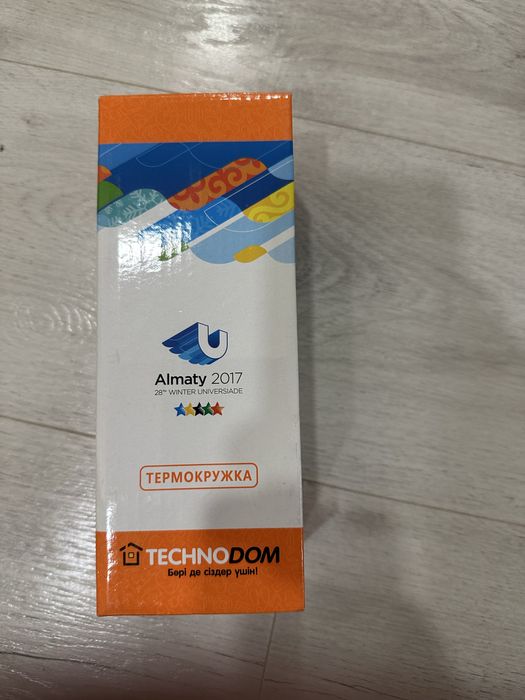 U
Almaty 2017
28TH WINTER UNIVERSIADE
ТЕРМОКРУЖКА
TECHNODOM
Бәрі де сіздер үшін!